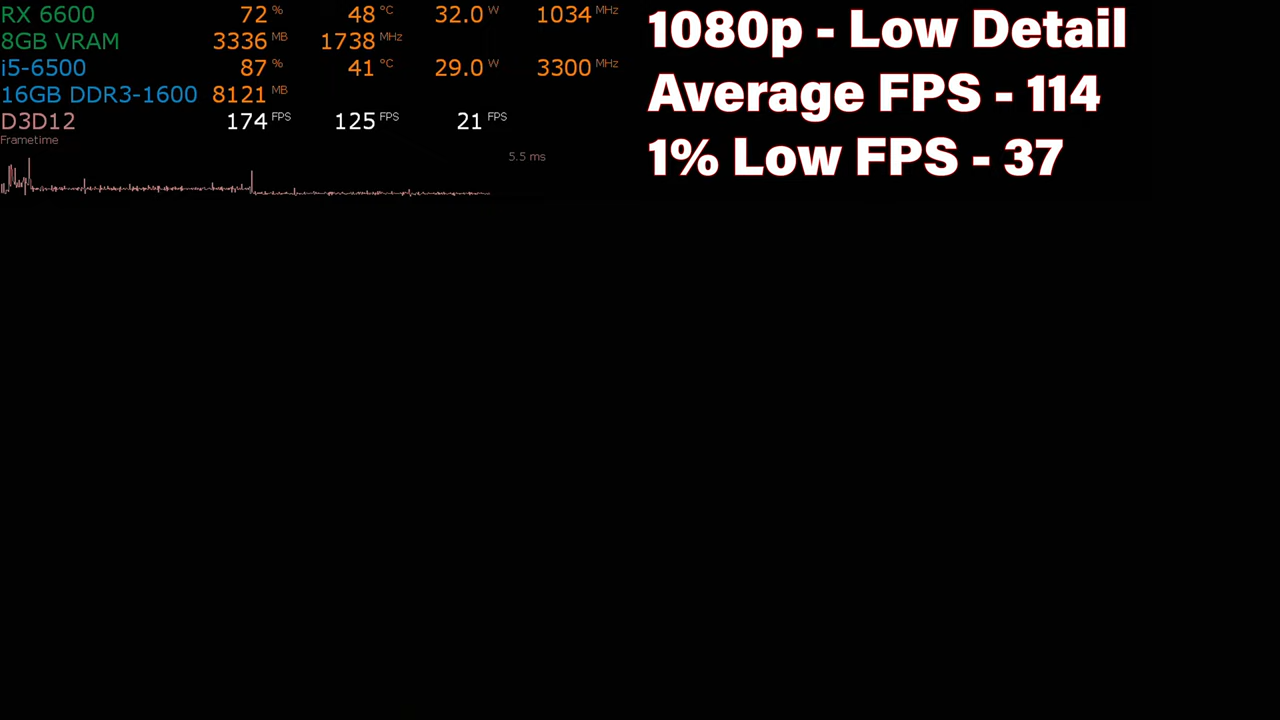 RX 6600 72 % 48 °C 32.0 W 1034 MHz
8GB VRAM 3336 MB 1738 MHz
i5-6500 87 % 41 °C 29.0 W 3300 MHz
16GB DDR3-1600 8121 MB
D3D12 174 FPS 125 FPS 21 FPS
Frametime
5.5 ms
1080p - Low Detail
Average FPS - 114
1% Low FPS - 37